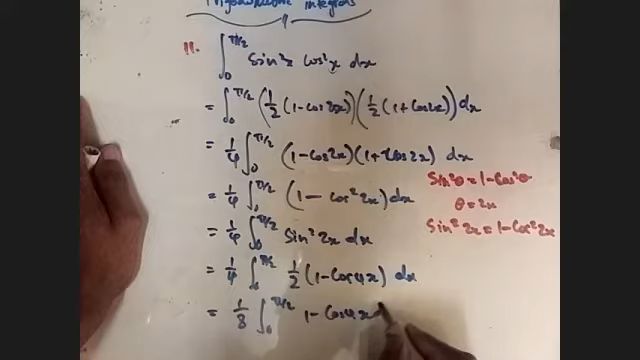 Trigonometric integrals
11. ∫₀^{π/2} sin²x cos²x dx
= ∫₀^{π/2} (1/2 (1-cos2x)) (1/2 (1+cos2x)) dx
= 1/4 ∫₀^{π/2} (1-cos2x)(1+cos2x) dx
= 1/4 ∫₀^{π/2} (1 - cos²2x) dx
= 1/4 ∫₀^{π/2} sin²2x dx
= 1/4 ∫₀^{π/2} 1/2 (1-cos4x) dx
= 1/8 ∫₀^{π/2} 1-cos4x
sin²θ = 1-cos²θ
θ = 2x
sin²2x = 1-cos²2x